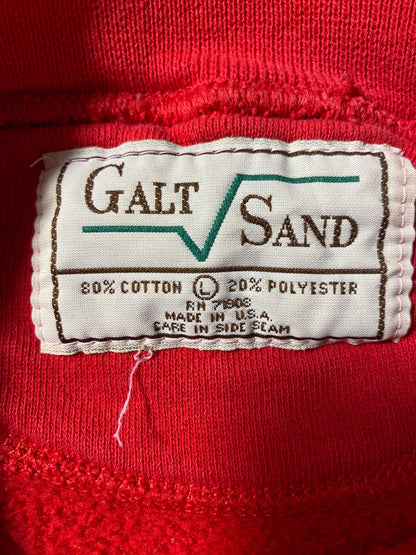 GALT SAND
80% COTTON L 20% POLYESTER
RN 71908
MADE IN U.S.A.
CARE IN SIDE SEAM